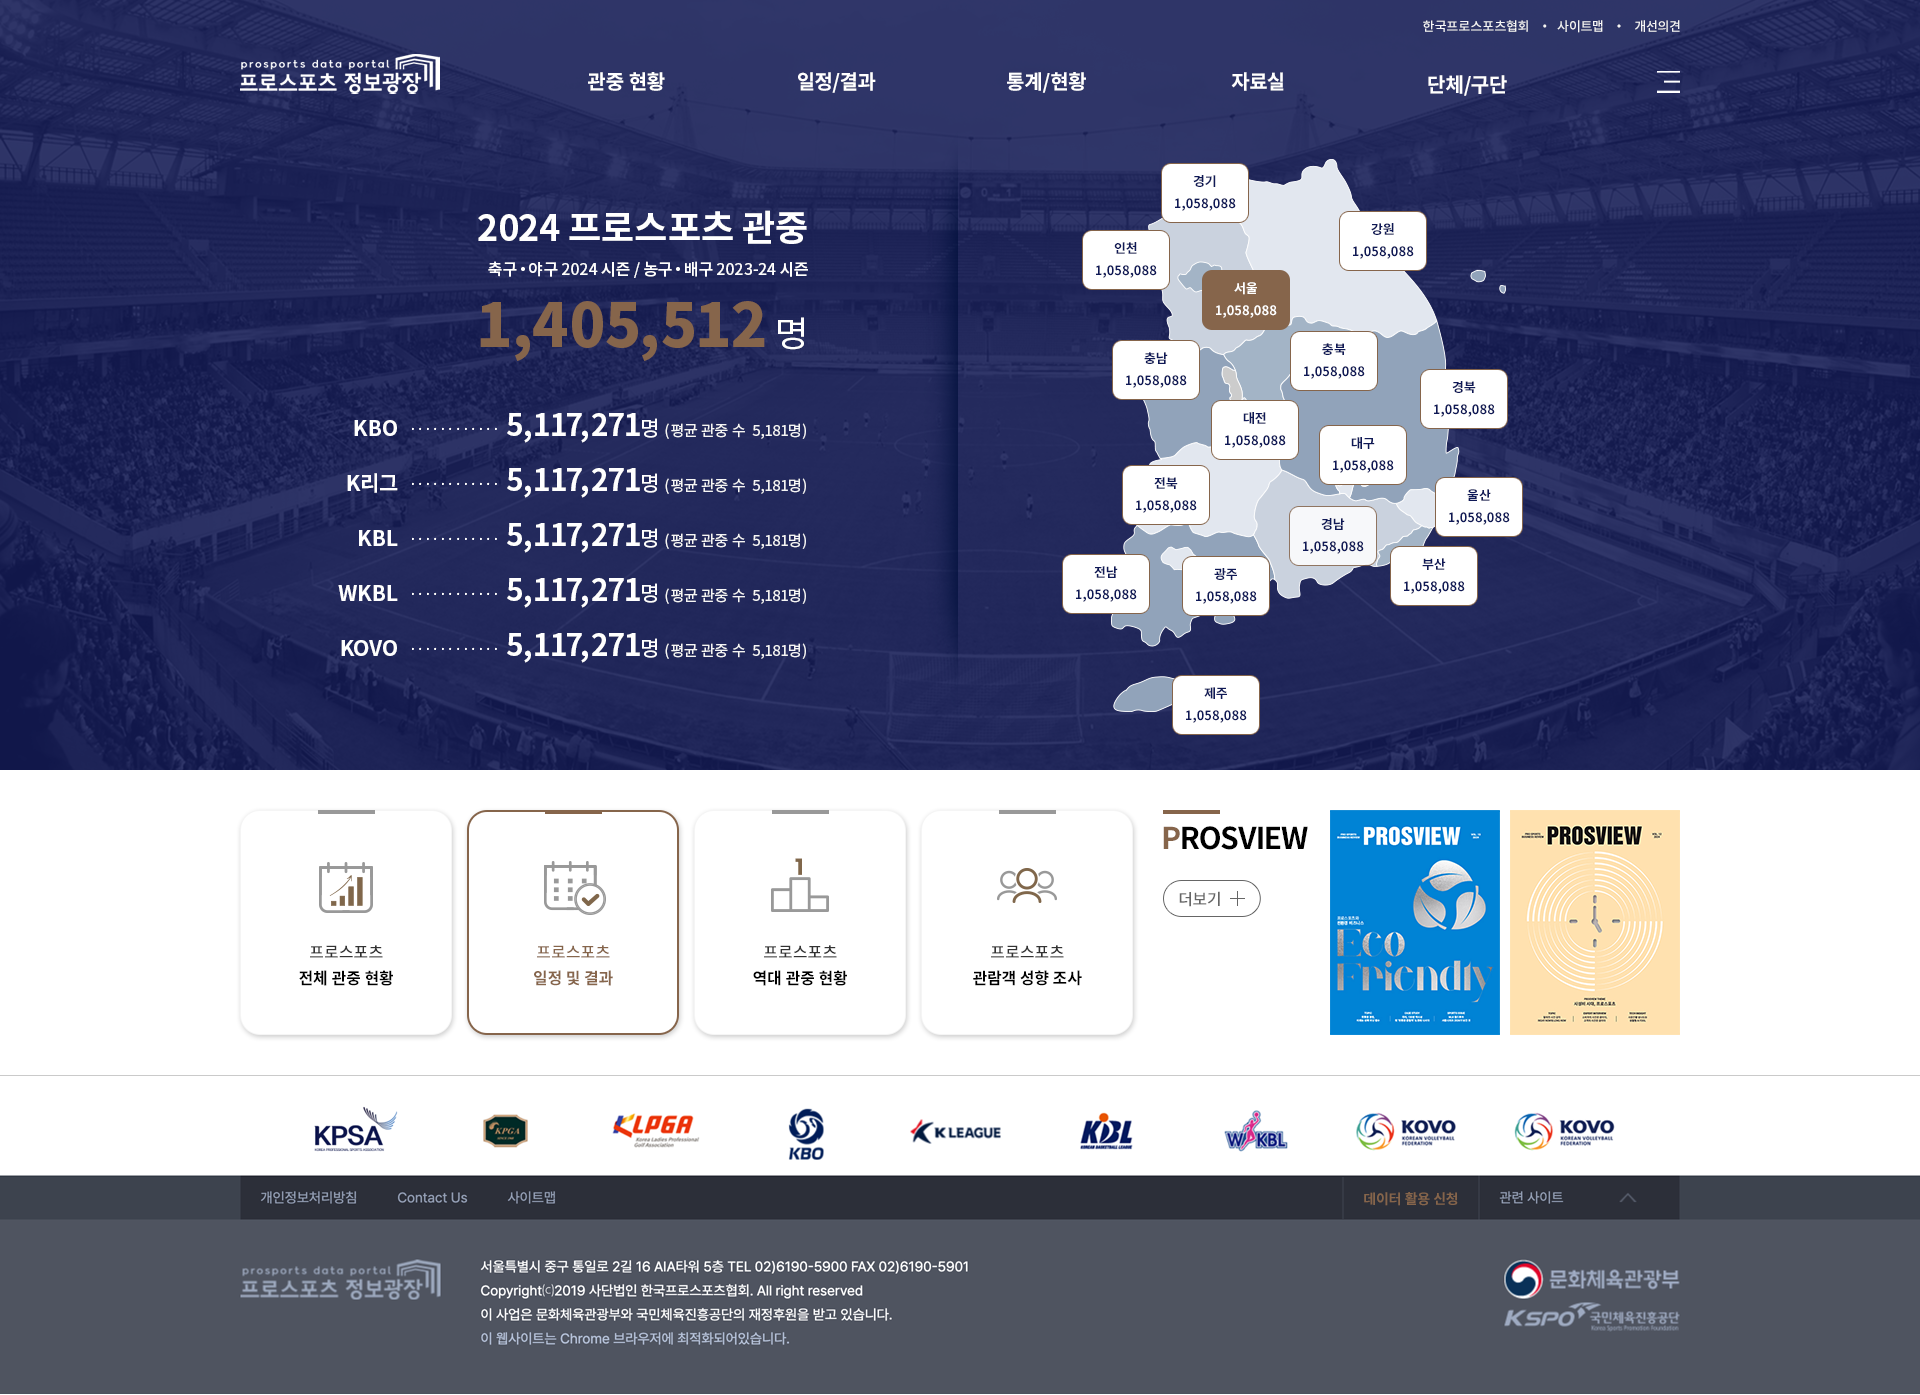 한국프로스포츠협회 • 사이트맵 • 개선의견
prosports data portal
프로스포츠 정보광장
관중 현황
일정/결과
통계/현황
자료실
단체/구단
2024 프로스포츠 관중
축구•야구 2024 시즌 / 농구•배구 2023-24 시즌
1,405,512 명
KBO ············ 5,117,271명 (평균 관중 수 5,181명)
K리그 ············ 5,117,271명 (평균 관중 수 5,181명)
KBL ············ 5,117,271명 (평균 관중 수 5,181명)
WKBL ············ 5,117,271명 (평균 관중 수 5,181명)
KOVO ············ 5,117,271명 (평균 관중 수 5,181명)
경기
1,058,088
강원
1,058,088
인천
1,058,088
서울
1,058,088
충북
1,058,088
충남
1,058,088
경북
1,058,088
대전
1,058,088
대구
1,058,088
전북
1,058,088
울산
1,058,088
경남
1,058,088
부산
1,058,088
전남
1,058,088
광주
1,058,088
제주
1,058,088
프로스포츠
전체 관중 현황
프로스포츠
일정 및 결과
1
프로스포츠
역대 관중 현황
프로스포츠
관람객 성향 조사
PROSVIEW
더보기
PROSVIEW
Eco
Friendly
PROSVIEW
KPSA
KOREA PROFESSIONAL SPORTS ASSOCIATION
KPGA
KLPGA
Korea Ladies Professional
Golf Association
KBO
K LEAGUE
KBL
KOREAN BASKETBALL LEAGUE
WKBL
KOVO
KOREAN VOLLEYBALL
FEDERATION
KOVO
KOREAN VOLLEYBALL
FEDERATION
개인정보처리방침
Contact Us
사이트맵
데이터 활용 신청
관련 사이트
prosports data portal
프로스포츠 정보광장
서울특별시 중구 통일로 2길 16 AIA타워 5층 TEL 02)6190-5900 FAX 02)6190-5901
Copyright(c)2019 사단법인 한국프로스포츠협회. All right reserved
이 사업은 문화체육관광부와 국민체육진흥공단의 재정후원을 받고 있습니다.
이 웹사이트는 Chrome 브라우저에 최적화되어있습니다.
문화체육관광부
KSPO 국민체육진흥공단
Korea Sports Promotion Foundation